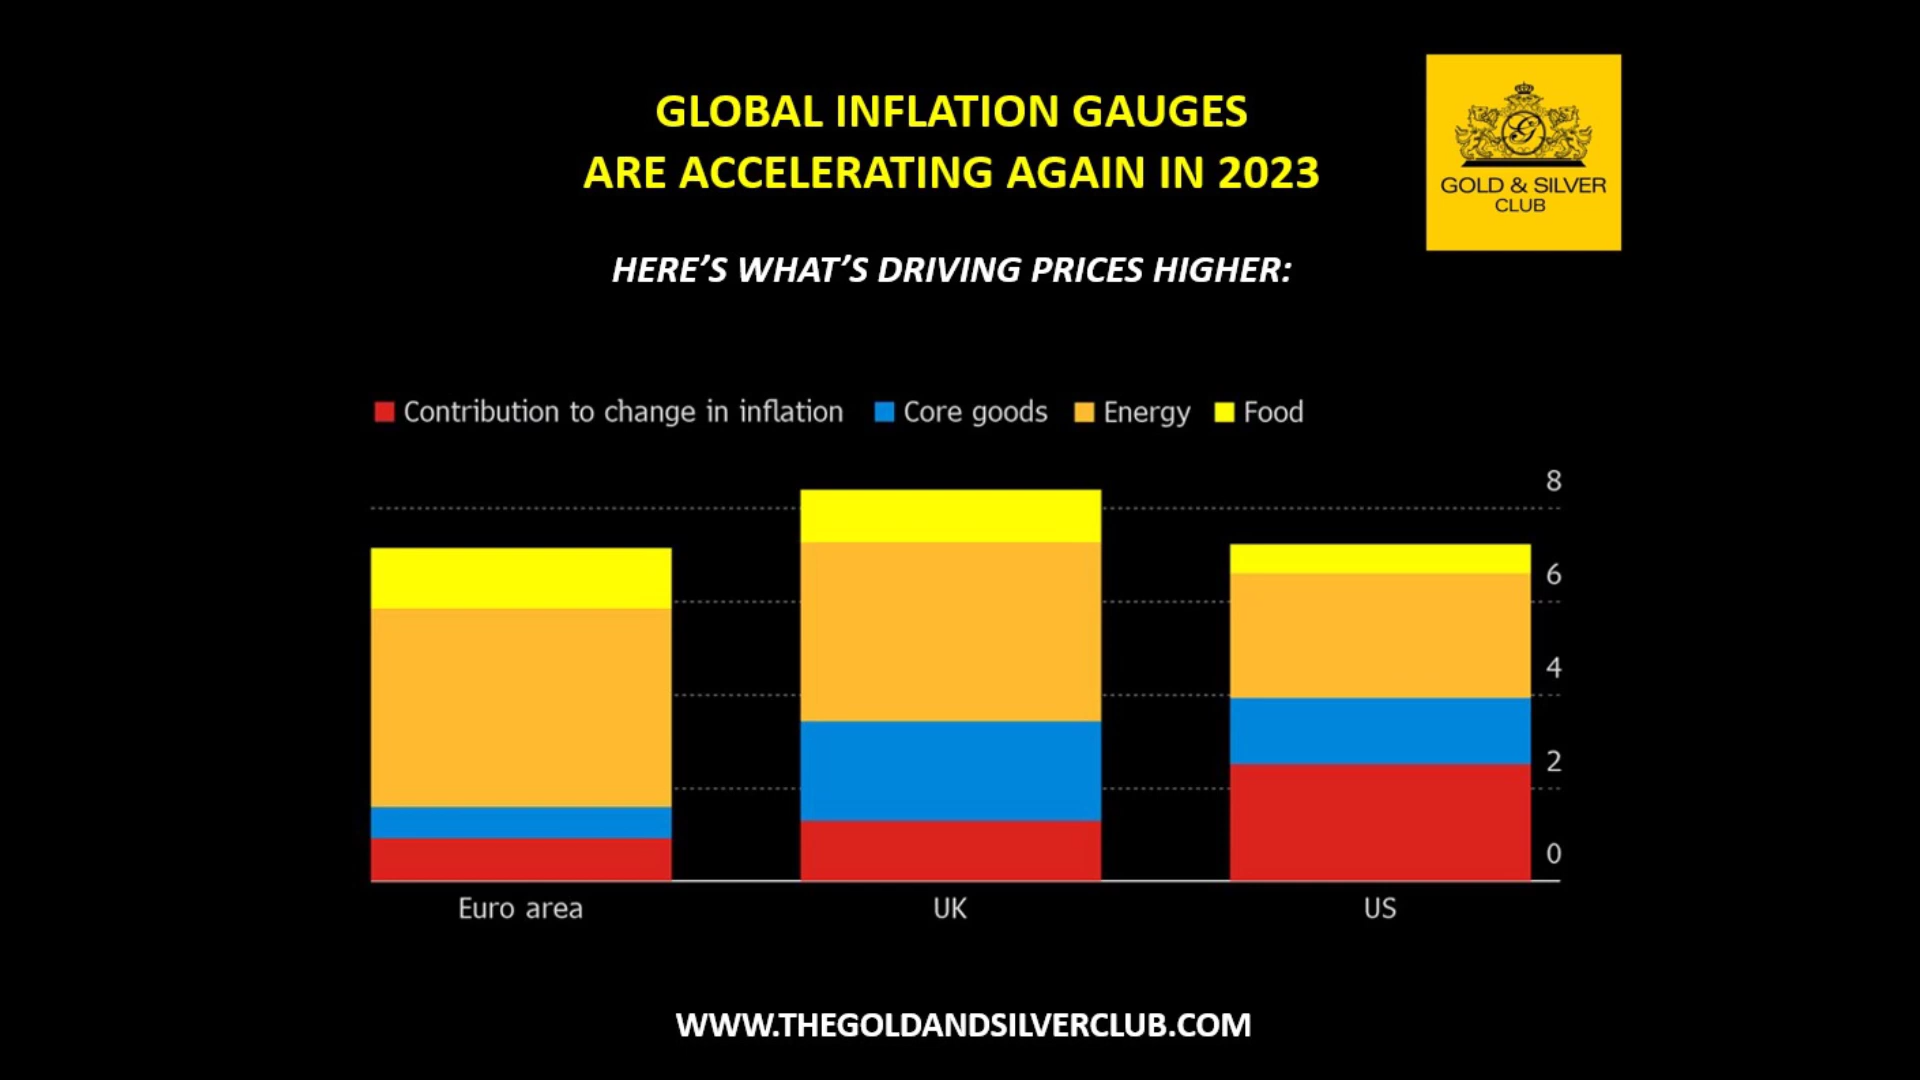 GLOBAL INFLATION GAUGES
ARE ACCELERATING AGAIN IN 2023
GOLD & SILVER
CLUB
HERE’S WHAT’S DRIVING PRICES HIGHER:
Contribution to change in inflation Core goods Energy Food
8
6
4
2
0
Euro area UK US
WWW.THEGOLDANDSILVERCLUB.COM